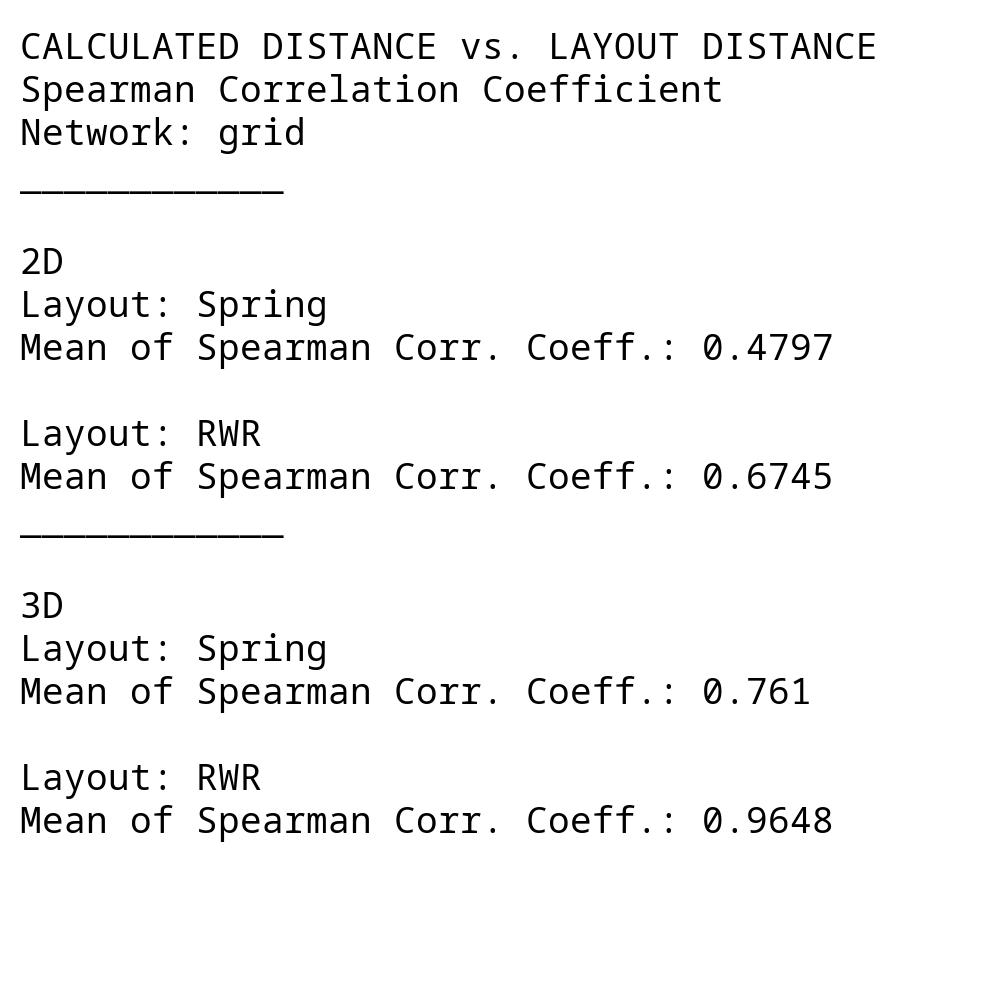 CALCULATED DISTANCE vs. LAYOUT DISTANCE
Spearman Correlation Coefficient
Network: grid
____________
2D
Layout: Spring
Mean of Spearman Corr. Coeff.: 0.4797
Layout: RWR
Mean of Spearman Corr. Coeff.: 0.6745
____________
3D
Layout: Spring
Mean of Spearman Corr. Coeff.: 0.761
Layout: RWR
Mean of Spearman Corr. Coeff.: 0.9648